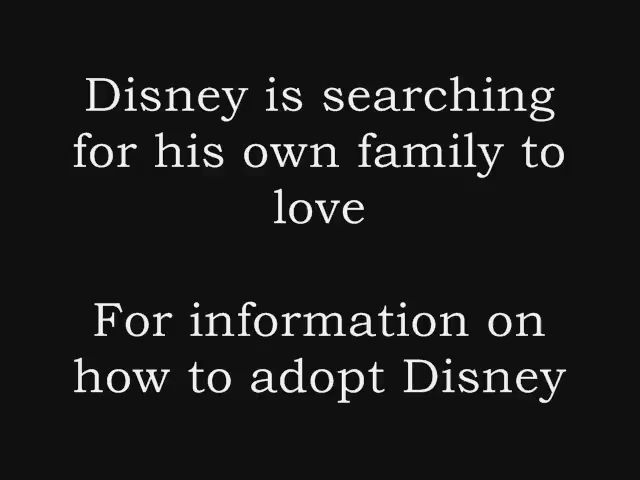 Disney is searching
for his own family to
love
For information on
how to adopt Disney